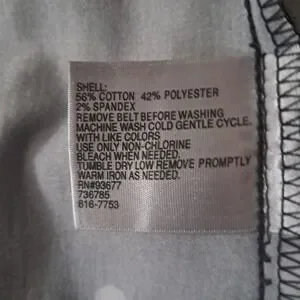 SHELL:
56% COTTON 42% POLYESTER
2% SPANDEX
REMOVE BELT BEFORE WASHING
MACHINE WASH COLD GENTLE CYCLE.
WITH LIKE COLORS
USE ONLY NON-CHLORINE
BLEACH WHEN NEEDED.
TUMBLE DRY LOW REMOVE PROMPTLY
WARM IRON AS NEEDED.
RN#93677
736785
816-7753